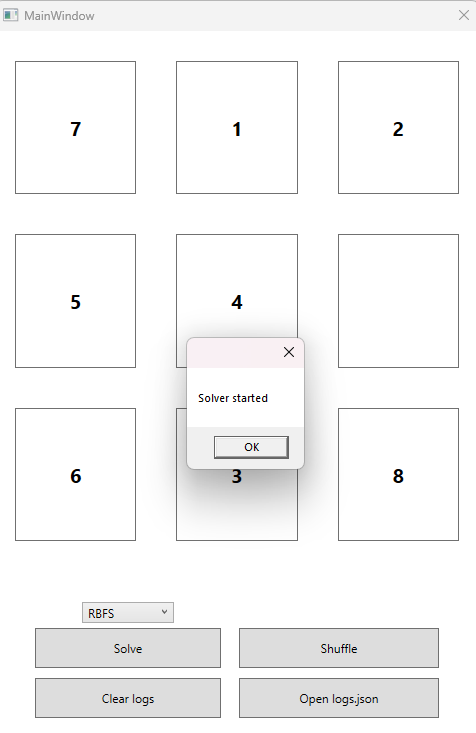 MainWindow
7 1 2
5 4
Solver started
OK
6 3 8
RBFS
Solve Shuffle
Clear logs Open logs.json